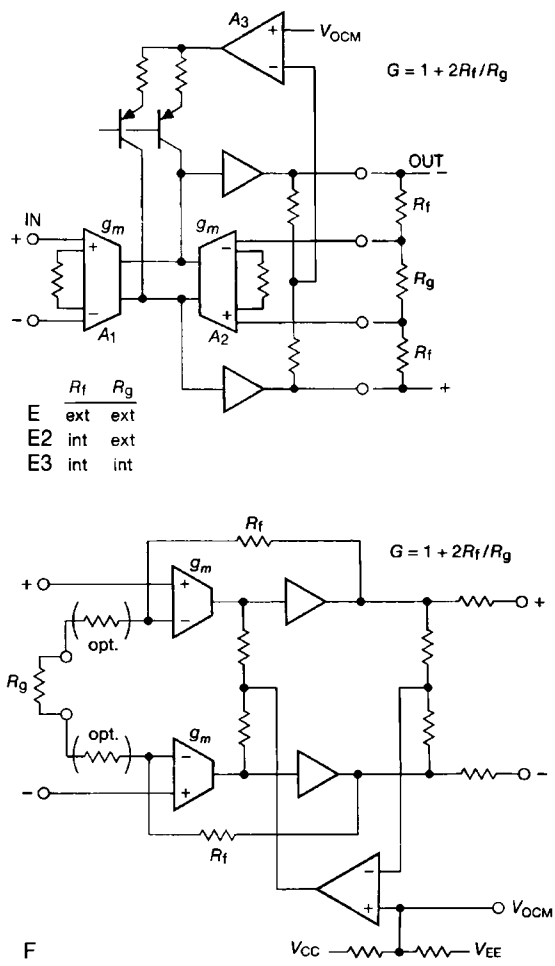 A3
+
VOCM
−
G = 1 + 2Rf/Rg
OUT −
Rf
IN
gm
gm
+
+
−
Rg
−
−
+
A1
A2
Rf
+
Rf Rg
E ext ext
E2 int ext
E3 int int
Rf
G = 1 + 2Rf/Rg
gm
+
+
+
(opt.)
−
Rg
(opt.)
gm
−
−
+
−
Rf
−
+
VOCM
VCC
VEE
F